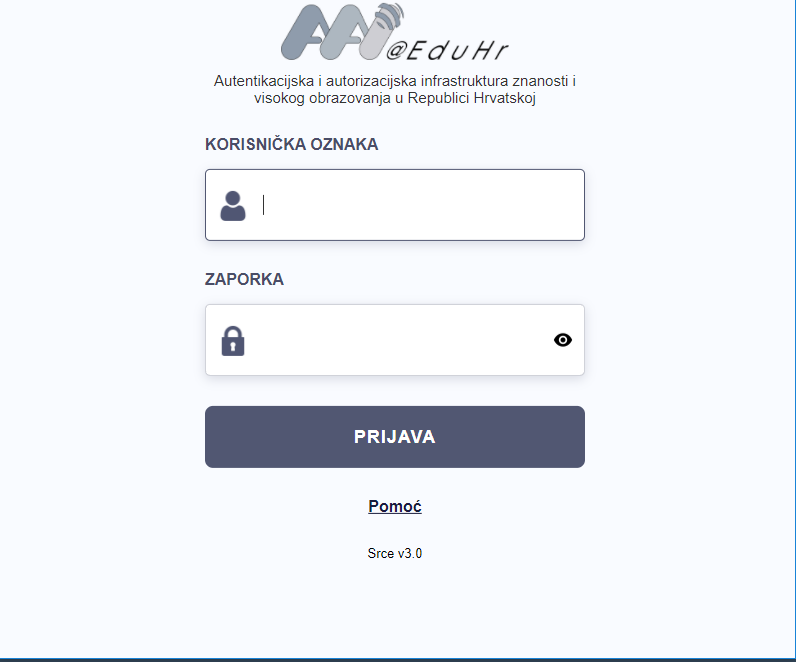 AAI@EduHr
Autentikacijska i autorizacijska infrastruktura znanosti i
visokog obrazovanja u Republici Hrvatskoj
KORISNIČKA OZNAKA
ZAPORKA
PRIJAVA
Pomoć
Srce v3.0